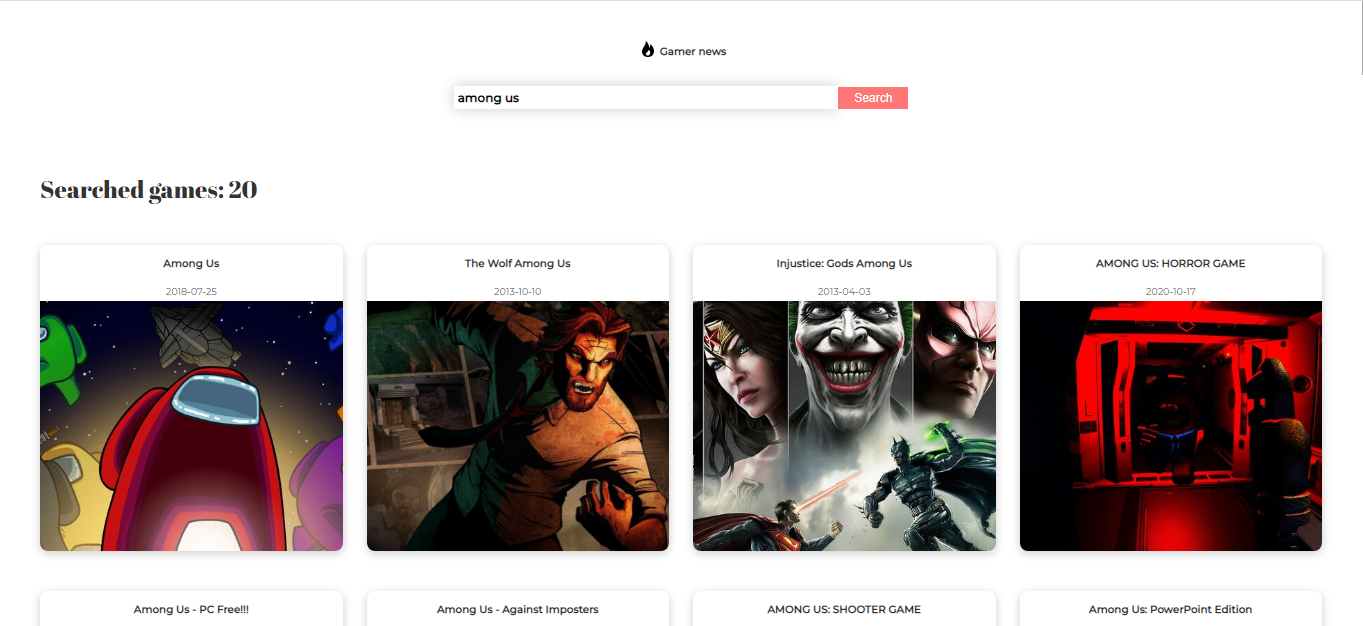 Gamer news
among us
Search
Searched games: 20
Among Us
2018-07-25
The Wolf Among Us
2013-10-10
Injustice: Gods Among Us
2013-04-03
AMONG US: HORROR GAME
2020-10-17
Among Us - PC Free!!!
Among Us - Against Imposters
AMONG US: SHOOTER GAME
Among Us: PowerPoint Edition